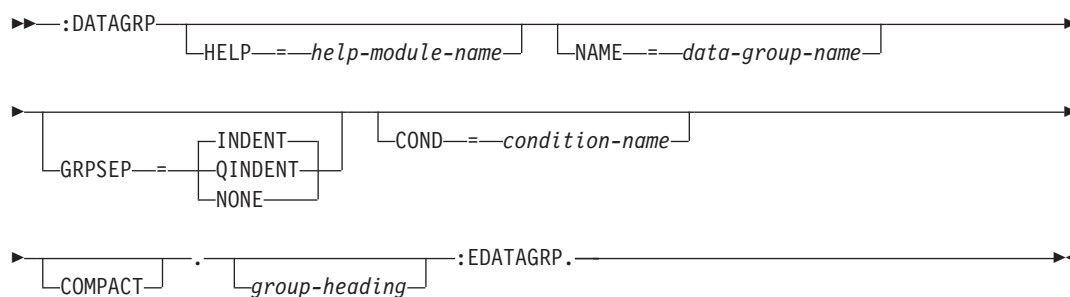 :DATAGRP
HELP = help-module-name
NAME = data-group-name
GRPSEP =
INDENT
QINDENT
NONE
COND = condition-name
COMPACT
.
group-heading
:EDATAGRP.